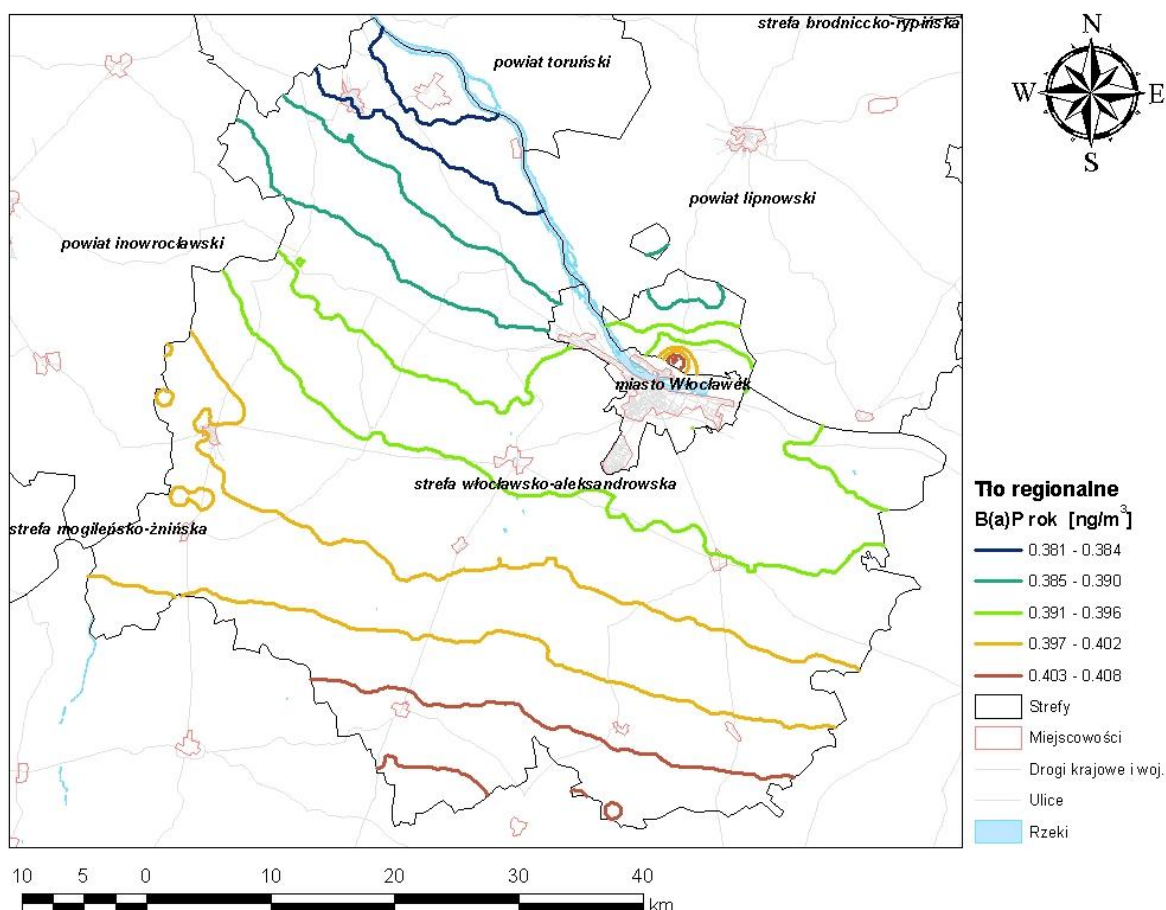 strefa brodniccko-rypińska
powiat toruński
powiat lipnowski
powiat inowrocławski
miasto Włocławek
strefa włocławsko-aleksandrowska
strefa mogileńsko-żnińska
N
W E
S
Tło regionalne
B(a)P rok [ng/m³]
0.381 - 0.384
0.385 - 0.390
0.391 - 0.396
0.397 - 0.402
0.403 - 0.408
Strefy
Miejscowości
Drogi krajowe i woj.
Ulice
Rzeki
10 5 0 10 20 30 40
km